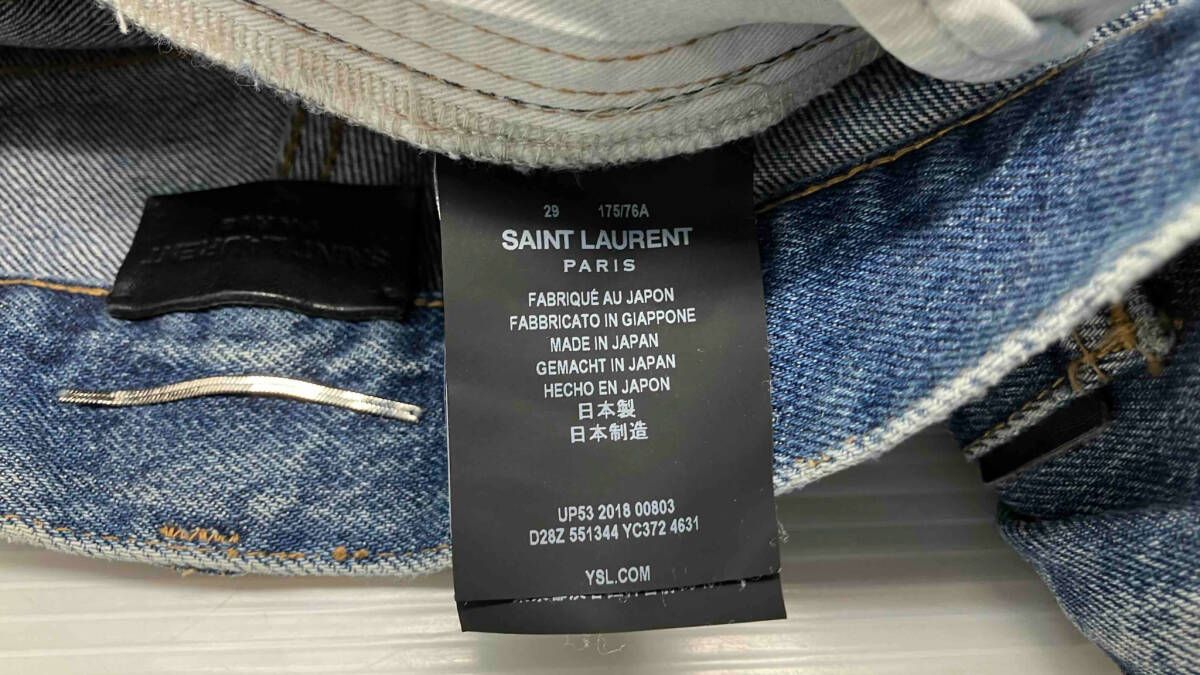 29 175/76A
SAINT LAURENT
PARIS
FABRIQUÉ AU JAPON
FABBRICATO IN GIAPPONE
MADE IN JAPAN
GEMACHT IN JAPAN
HECHO EN JAPON
日本製
日本制造
UP53 2018 00803
D28Z 551344 YC372 4631
YSL.COM